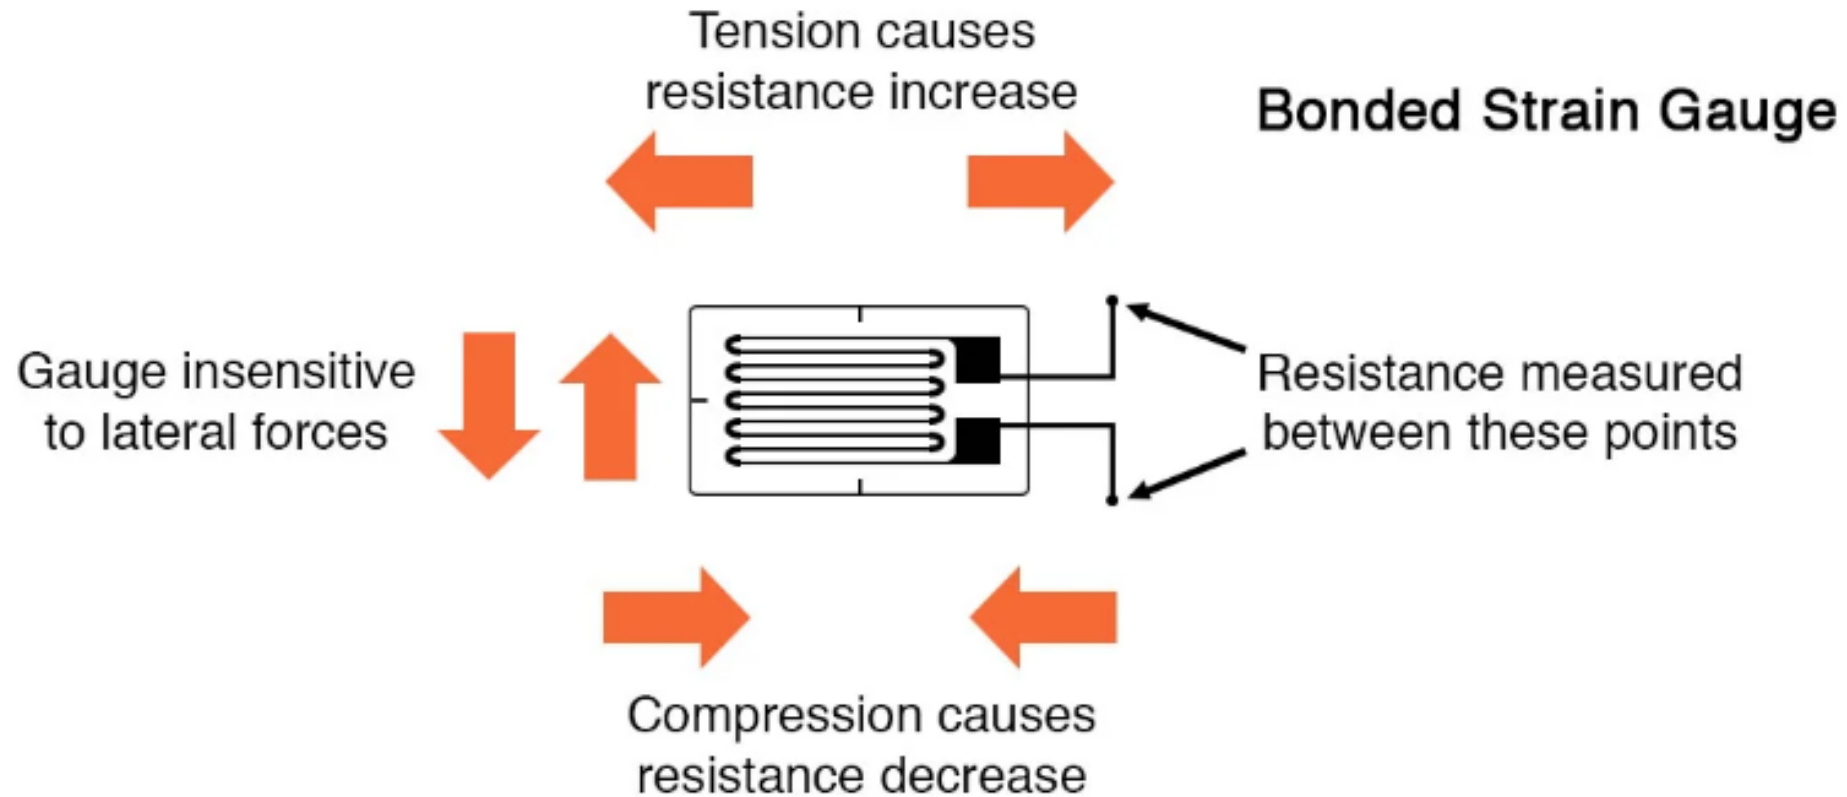 Tension causes
resistance increase
Bonded Strain Gauge
Gauge insensitive
to lateral forces
Resistance measured
between these points
Compression causes
resistance decrease